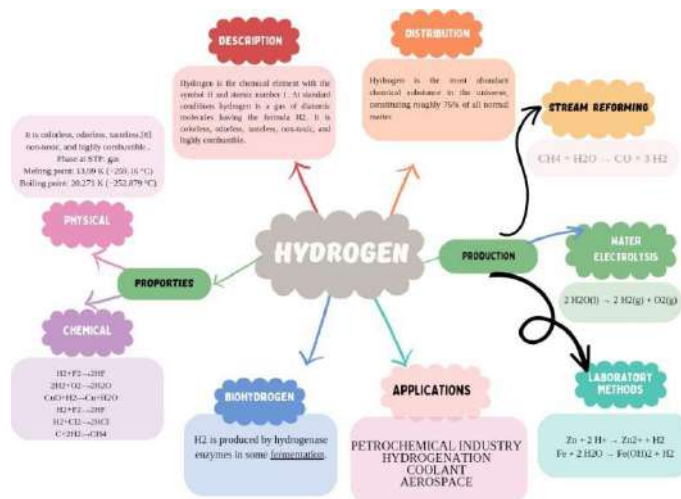 DESCRIPTION
Hydrogen is the chemical element with the
symbol H and atomic number 1. At standard
conditions hydrogen is a gas of diatomic
molecules having the formula H2. It is
colorless, odorless, tasteless, non-toxic, and
highly combustible.
DISTRIBUTION
Hydrogen is the most abundant
chemical substance in the universe,
constituting roughly 75% of all normal
matter.
STREAM REFORMING
CH4 + H2O → CO + 3 H2
It is colorless, odorless, tasteless,[8]
non-toxic, and highly combustible.
Phase at STP: gas
Melting point: 13.99 K (−259.16 °C)
Boiling point: 20.271 K (−252.879 °C)
PHYSICAL
HYDROGEN
PRODUCTION
WATER
ELECTROLYSIS
2 H2O(l) → 2 H2(g) + O2(g)
PROPORTIES
CHEMICAL
H2+F2→2HF
2H2+O2→2H2O
CuO+H2→Cu+H2O
H2+F2→2HF
H2+Cl2→2HCl
C+2H2→CH4
BIOHYDROGEN
H2 is produced by hydrogenase
enzymes in some fermentation.
APPLICATIONS
PETROCHEMICAL INDUSTRY
HYDROGENATION
COOLANT
AEROSPACE
LABORATORY
METHODS
Zn + 2 H+ → Zn2+ + H2
Fe + 2 H2O → Fe(OH)2 + H2